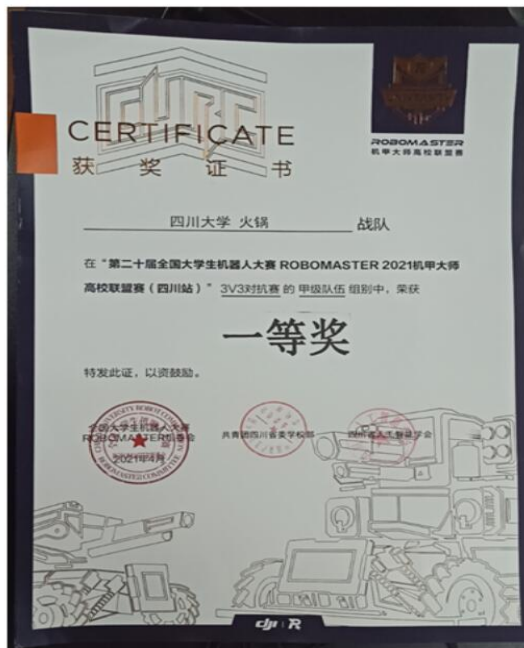 CERTIFICATE
获 奖 证 书
ROBOMASTER
机甲大师高校联盟赛
四川大学 火锅 战队
在“第二十届全国大学生机器人大赛 ROBOMASTER 2021机甲大师
高校联盟赛（四川站）” 3V3对抗赛 的 甲级队伍 组别中，荣获
一等奖
特发此证，以资鼓励。
全国大学生机器人大赛
ROBOMASTER组委会
2021年4月
共青团四川省委学校部
四川省人工智能学会
dji R